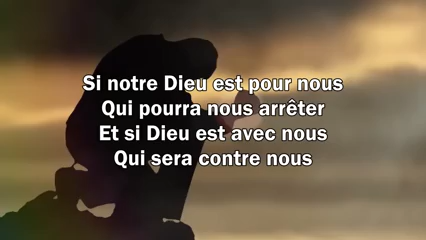 Si notre Dieu est pour nous
Qui pourra nous arrêter
Et si Dieu est avec nous
Qui sera contre nous